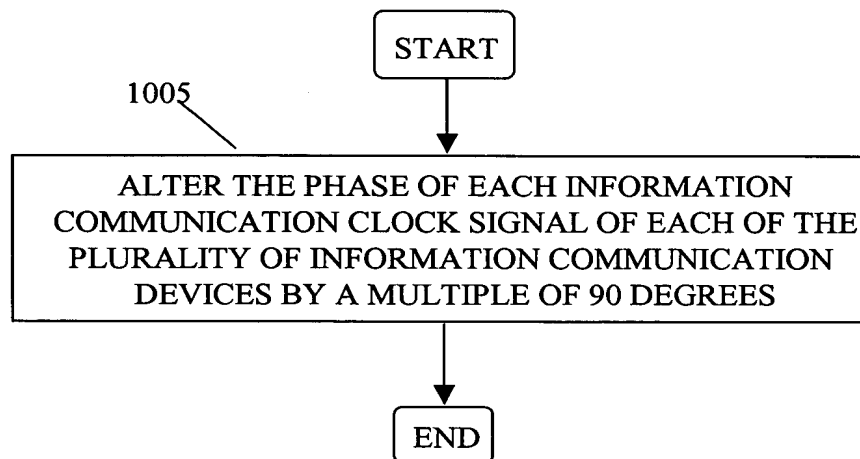 START
1005
ALTER THE PHASE OF EACH INFORMATION
COMMUNICATION CLOCK SIGNAL OF EACH OF THE
PLURALITY OF INFORMATION COMMUNICATION
DEVICES BY A MULTIPLE OF 90 DEGREES
END